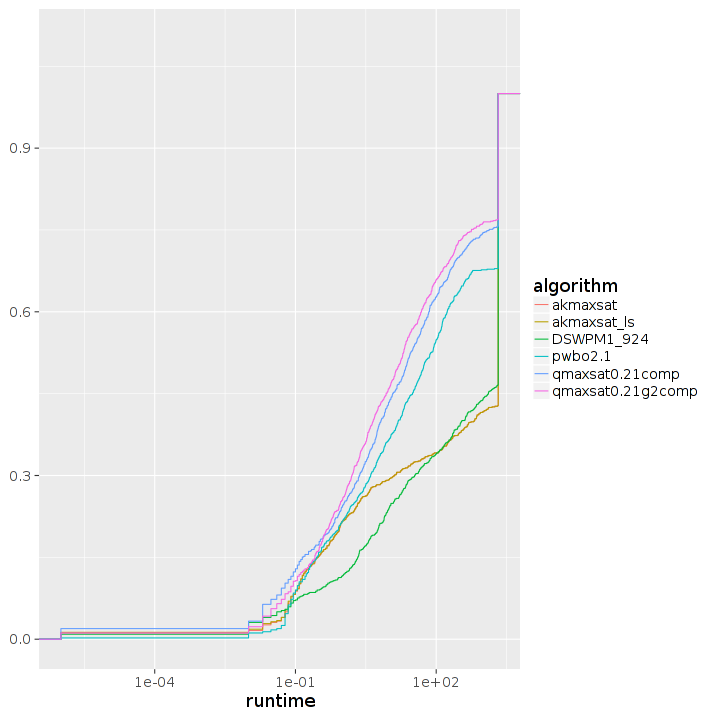 0.9
0.6
0.3
0.0
1e-04
1e-01
1e+02
runtime
algorithm
akmaxsat
akmaxsat_ls
DSWPM1_924
pwbo2.1
qmaxsat0.21comp
qmaxsat0.21g2comp